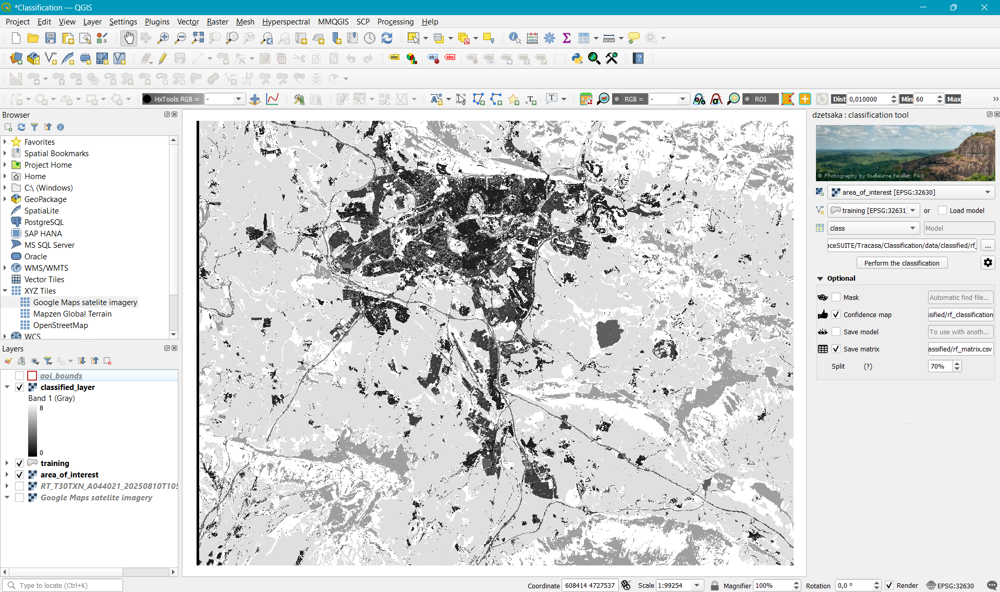 *Classification — QGIS
Project Edit View Layer Settings Plugins Vector Raster Mesh Hyperspectral MMQGIS SCP Processing Help
abc abc abc
HxTools RGB = - RGB = - ROI Dist 0,010000 Min 60 Max
Browser
Favorites
Spatial Bookmarks
Project Home
Home
C:\ (Windows)
GeoPackage
SpatiaLite
PostgreSQL
SAP HANA
MS SQL Server
Oracle
WMS/WMTS
Vector Tiles
XYZ Tiles
Google Maps satelite imagery
Mapzen Global Terrain
OpenStreetMap
WCS
Layers
aoi_bounds
classified_layer
Band 1 (Gray)
8
0
training
area_of_interest
RT_T30TXN_A044021_20250810T105
Google Maps satelite imagery
Type to locate (Ctrl+K)
dzetsaka : classification tool
© Photography by Guillaume Feuillet. PAG
area_of_interest [EPSG:32630]
training [EPSG:32631] or Load model
class Model
aceSUITE/Tracasa/Classification/data/classified/rf_ ...
Perform the classification
Optional
Mask Automatic find file...
Confidence map sified/rf_classification
Save model To use with anoth...
Save matrix assified/rf_matrix.csv
Split (?) 70%
Coordinate 608414 4727537 Scale 1:99254 Magnifier 100% Rotation 0,0 ° Render EPSG:32630